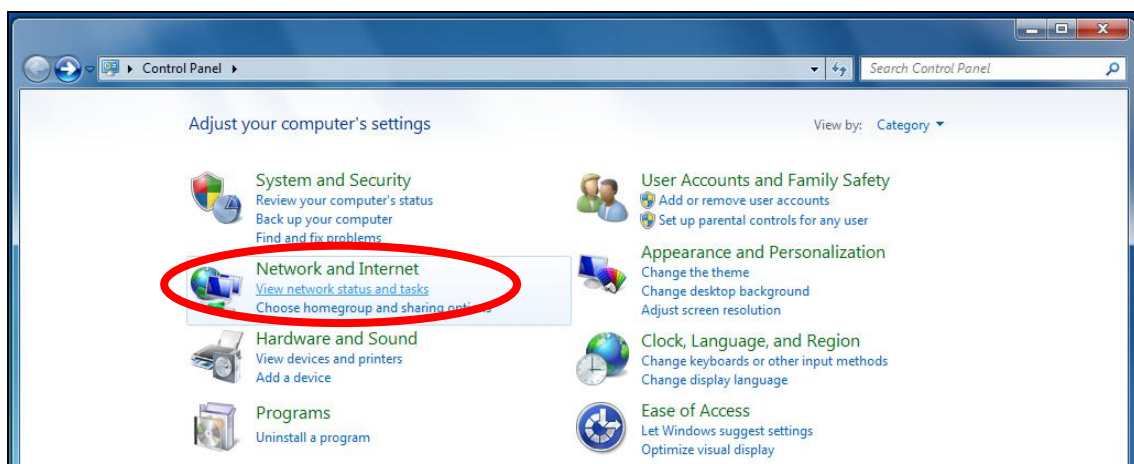 Control Panel
Search Control Panel
Adjust your computer's settings
View by: Category
System and Security
Review your computer's status
Back up your computer
Find and fix problems
Network and Internet
View network status and tasks
Choose homegroup and sharing options
Hardware and Sound
View devices and printers
Add a device
Programs
Uninstall a program
User Accounts and Family Safety
Add or remove user accounts
Set up parental controls for any user
Appearance and Personalization
Change the theme
Change desktop background
Adjust screen resolution
Clock, Language, and Region
Change keyboards or other input methods
Change display language
Ease of Access
Let Windows suggest settings
Optimize visual display